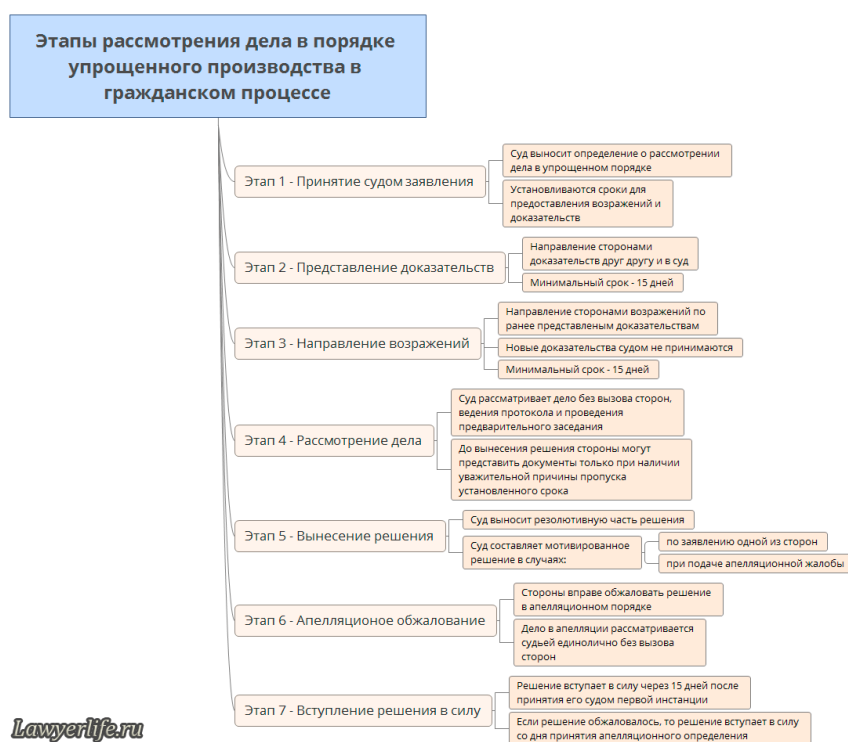 Этапы рассмотрения дела в порядке
упрощенного производства в
гражданском процессе
Этап 1 - Принятие судом заявления
Суд выносит определение о рассмотрении
дела в упрощенном порядке
Установливаются сроки для
предоставления возражений и
доказательств
Этап 2 - Представление доказательств
Направление сторонами
доказательств друг другу и в суд
Минимальный срок - 15 дней
Этап 3 - Направление возражений
Направление сторонами возражений по
ранее представленым доказательствам
Новые доказательства судом не принимаются
Минимальный срок - 15 дней
Этап 4 - Рассмотрение дела
Суд рассматривает дело без вызова сторон,
ведения протокола и проведения
предварительного заседания
До вынесения решения стороны могут
представить документы только при наличии
уважительной причины пропуска
установленного срока
Этап 5 - Вынесение решения
Суд выносит резолютивную часть решения
Суд составляет мотивированное
решение в случаях:
по заявлению одной из сторон
при подаче апелляционной жалобы
Этап 6 - Апелляционое обжалование
Стороны вправе обжаловать решение
в апелляционном порядке
Дело в апелляции рассматривается
судьей единолично без вызова
сторон
Этап 7 - Вступление решения в силу
Решение вступает в силу через 15 дней после
принятия его судом первой инстанции
Если решение обжаловалось, то решение вступает в силу
со дня принятия апелляционного определения
Lawyerlife.ru